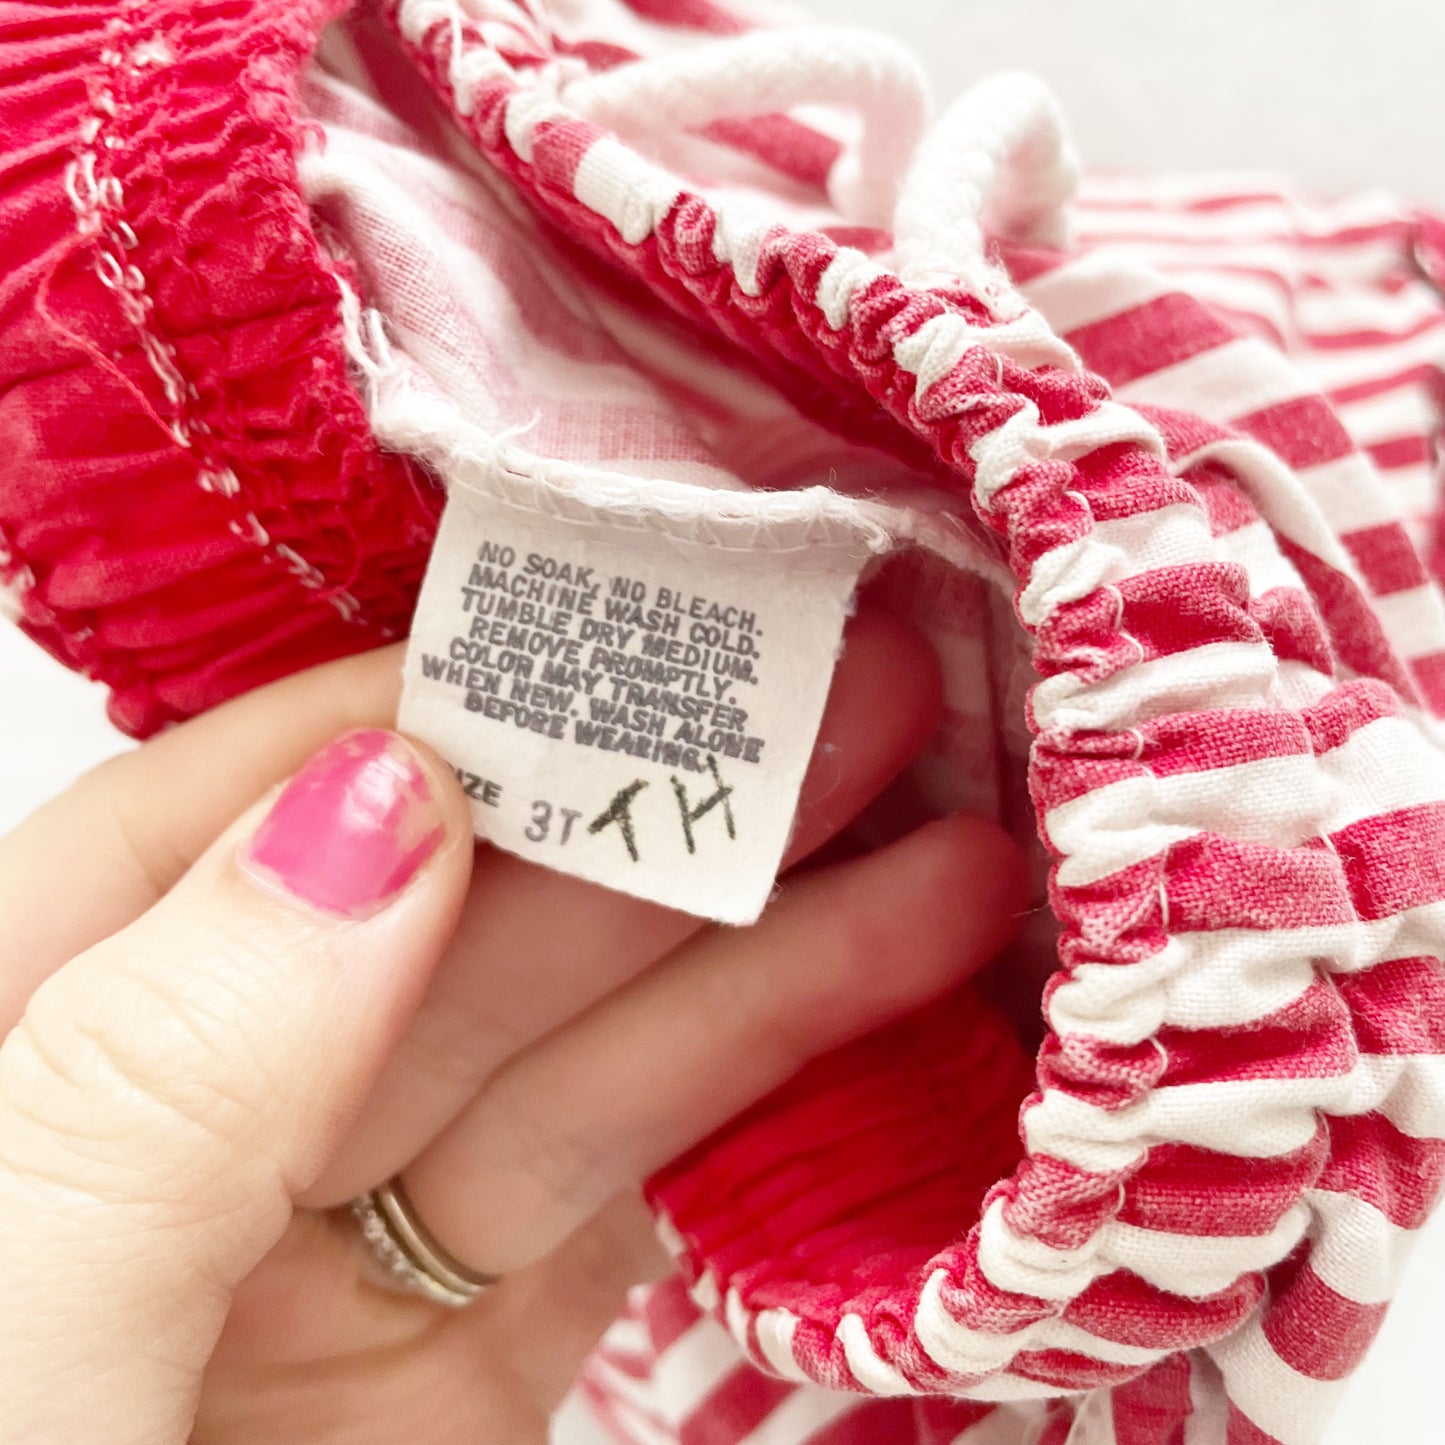 NO SOAK, NO BLEACH.
MACHINE WASH COLD.
TUMBLE DRY MEDIUM.
REMOVE PROMPTLY.
COLOR MAY TRANSFER
WHEN NEW. WASH ALONE
BEFORE WEARING.
ZE 3T TH